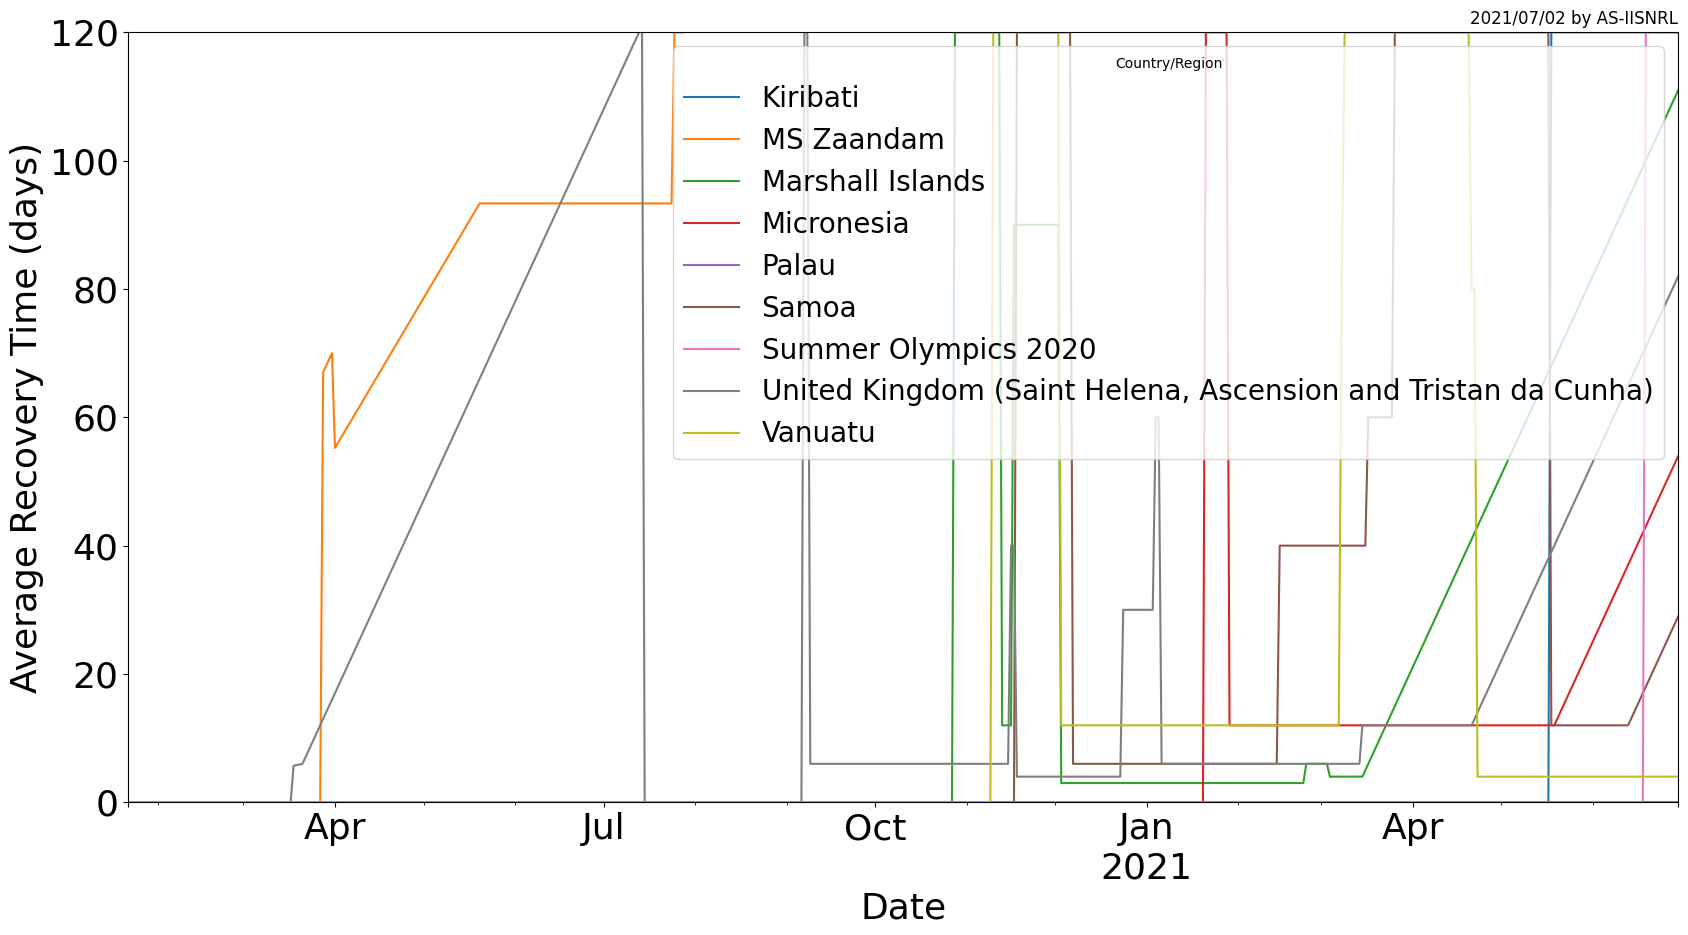 2021/07/02 by AS-IISNRL
120
100
80
60
40
20
0
Average Recovery Time (days)
Country/Region
Kiribati
MS Zaandam
Marshall Islands
Micronesia
Palau
Samoa
Summer Olympics 2020
United Kingdom (Saint Helena, Ascension and Tristan da Cunha)
Vanuatu
Apr
Jul
Oct
Jan
2021
Apr
Date